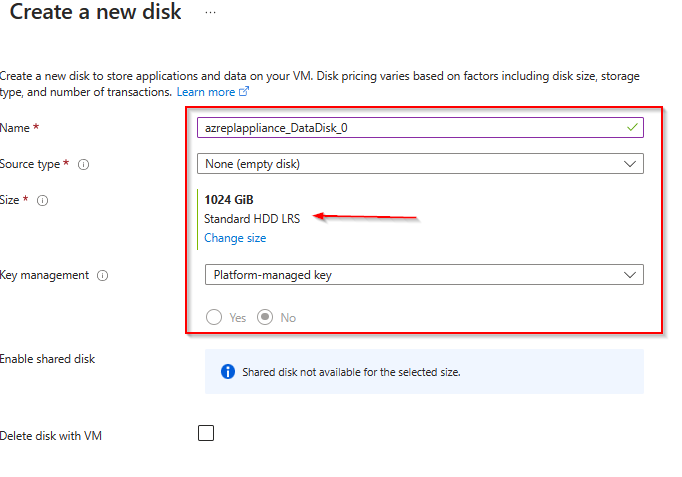 Create a new disk ...
Create a new disk to store applications and data on your VM. Disk pricing varies based on factors including disk size, storage
type, and number of transactions. Learn more
Name *
azreplappliance_DataDisk_0
Source type *
None (empty disk)
Size *
1024 GiB
Standard HDD LRS
Change size
Key management
Platform-managed key
Yes No
Enable shared disk
Shared disk not available for the selected size.
Delete disk with VM